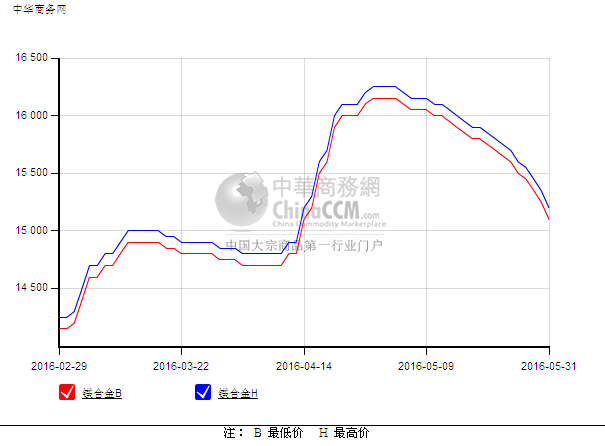 中华商务网
16 500
16 000
15 500
15 000
14 500
中華商務網
ChinaCCM.com
China Commodity Marketplace
中国大宗商品第一行业门户
2016-02-29 2016-03-22 2016-04-14 2016-05-09 2016-05-31
镁合金B 镁合金H
注： B 最低价 H 最高价